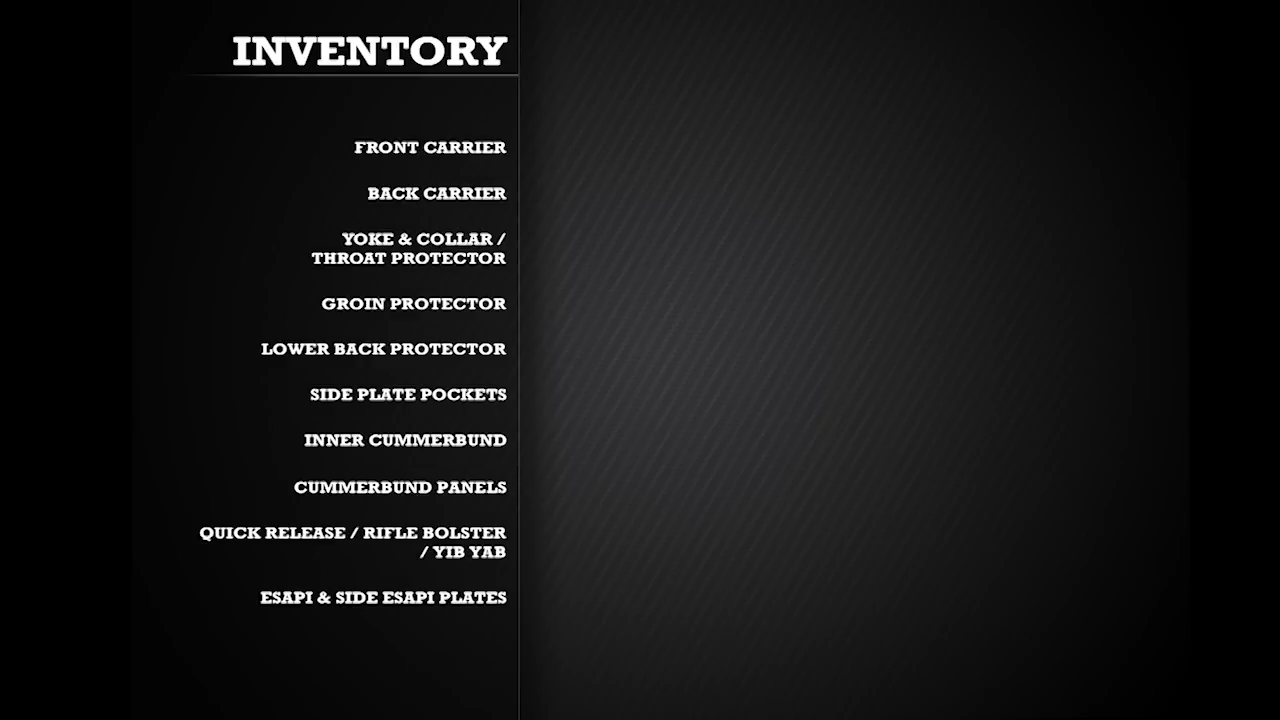 INVENTORY
FRONT CARRIER
BACK CARRIER
YOKE & COLLAR /
THROAT PROTECTOR
GROIN PROTECTOR
LOWER BACK PROTECTOR
SIDE PLATE POCKETS
INNER CUMMERBUND
CUMMERBUND PANELS
QUICK RELEASE / RIFLE BOLSTER
/ YIB YAB
ESAPI & SIDE ESAPI PLATES